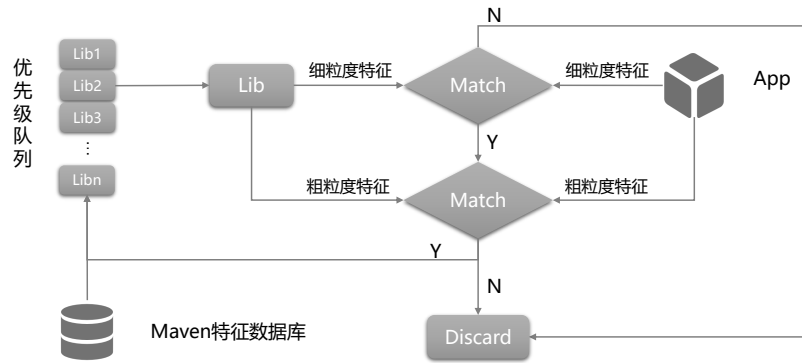 N
优先级队列
Lib1
Lib2
Lib3
...
Libn
Lib
细粒度特征
Match
细粒度特征
App
Y
粗粒度特征
Match
粗粒度特征
Y
N
Maven特征数据库
Discard